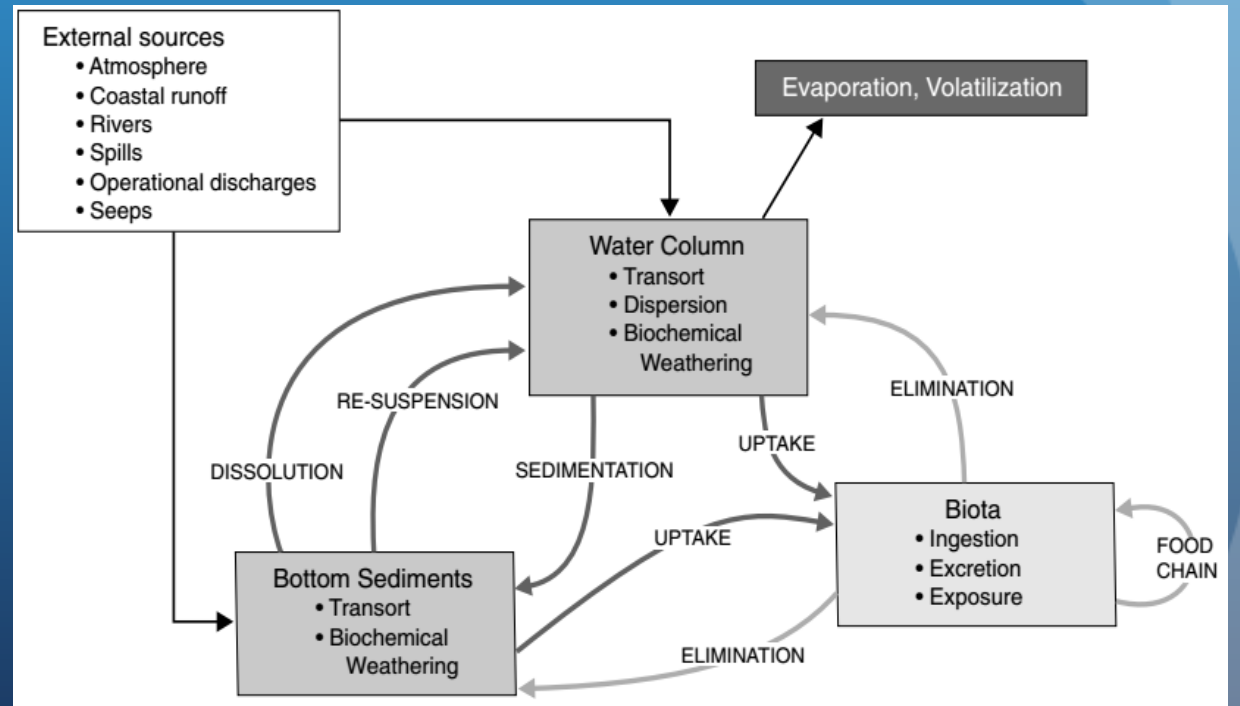 External sources
• Atmosphere
• Coastal runoff
• Rivers
• Spills
• Operational discharges
• Seeps
Evaporation, Volatilization
Water Column
• Transort
• Dispersion
• Biochemical
Weathering
ELIMINATION
RE-SUSPENSION
UPTAKE
DISSOLUTION
SEDIMENTATION
Biota
• Ingestion
• Excretion
• Exposure
FOOD
CHAIN
UPTAKE
Bottom Sediments
• Transort
• Biochemical
Weathering
ELIMINATION